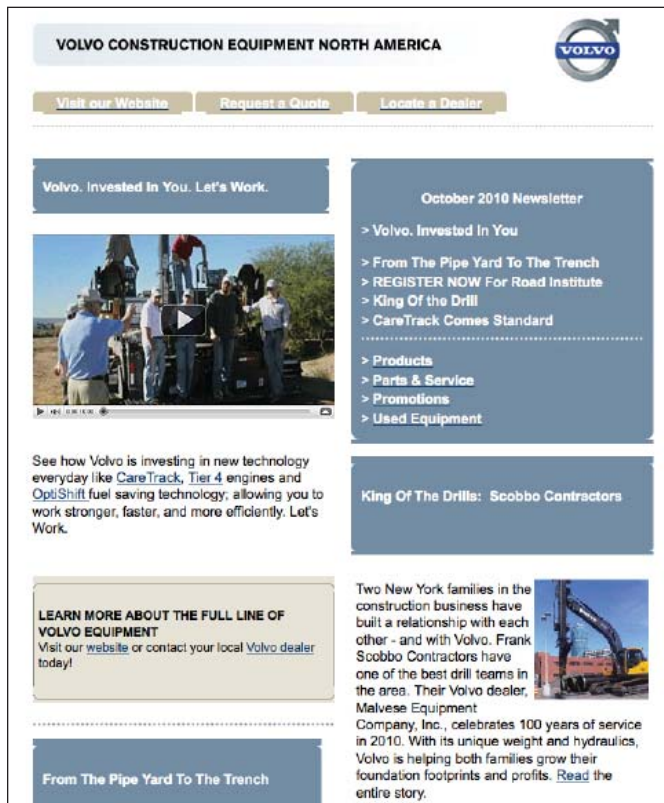 VOLVO CONSTRUCTION EQUIPMENT NORTH AMERICA
VOLVO
Visit our Website
Request a Quote
Locate a Dealer
Volvo. Invested In You. Let's Work.
See how Volvo is investing in new technology
everyday like CareTrack, Tier 4 engines and
OptiShift fuel saving technology; allowing you to
work stronger, faster, and more efficiently. Let's
Work.
LEARN MORE ABOUT THE FULL LINE OF
VOLVO EQUIPMENT
Visit our website or contact your local Volvo dealer
today!
From The Pipe Yard To The Trench
October 2010 Newsletter
> Volvo. Invested In You
> From The Pipe Yard To The Trench
> REGISTER NOW For Road Institute
> King Of the Drill
> CareTrack Comes Standard
> Products
> Parts & Service
> Promotions
> Used Equipment
King Of The Drills: Scobbo Contractors
Two New York families in the
construction business have
built a relationship with each
other - and with Volvo. Frank
Scobbo Contractors have
one of the best drill teams in
the area. Their Volvo dealer,
Malvese Equipment
Company, Inc., celebrates 100 years of service
in 2010. With its unique weight and hydraulics,
Volvo is helping both families grow their
foundation footprints and profits. Read the
entire story.